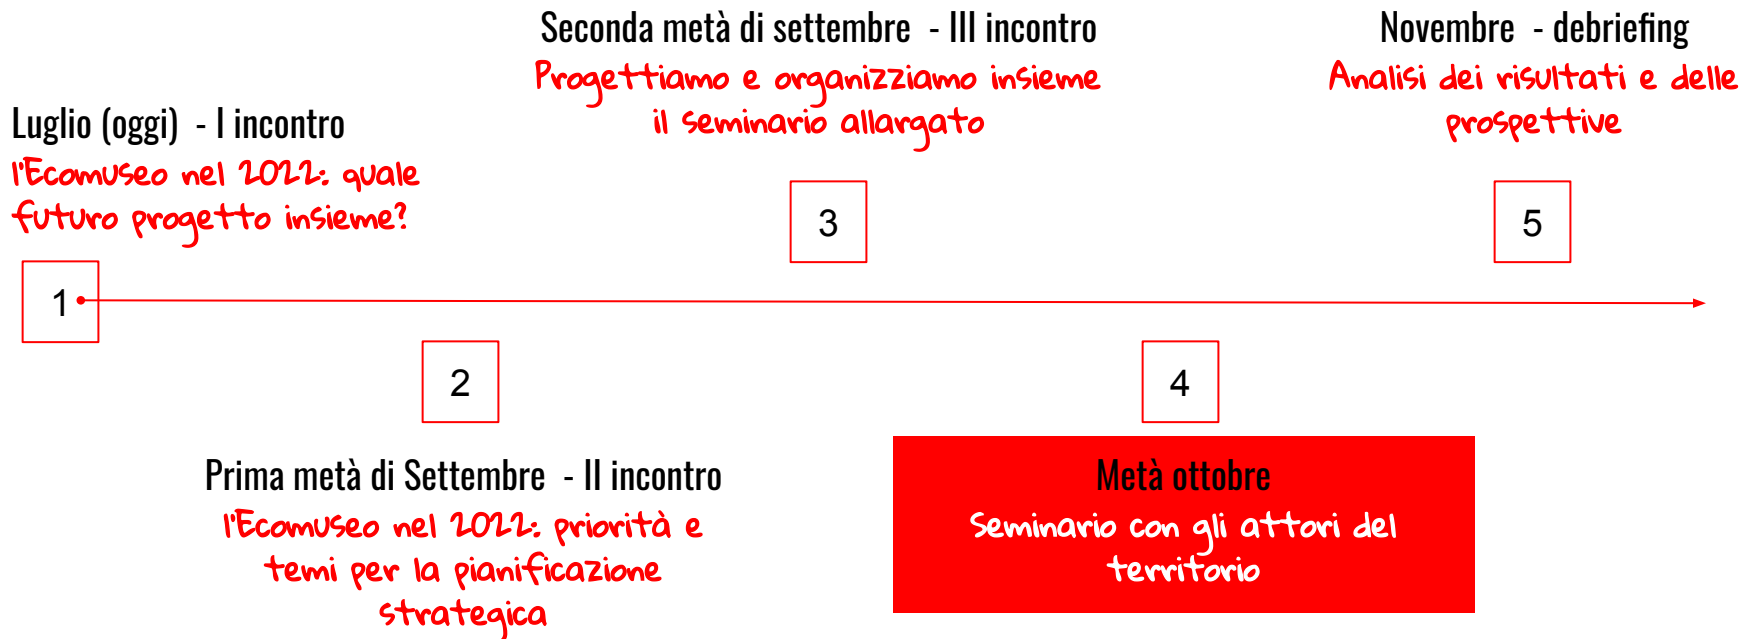 Luglio (oggi)  - I incontro
l'Ecomuseo nel 2022: quale
futuro progetto insieme?
1
Prima metà di Settembre  - II incontro
l'Ecomuseo nel 2022: priorità e
temi per la pianificazione
strategica
2
Seconda metà di settembre  - III incontro
Progettiamo e organizziamo insieme
il seminario allargato
3
Metà ottobre
Seminario con gli attori del
territorio
4
Novembre  - debriefing
Analisi dei risultati e delle
prospettive
5